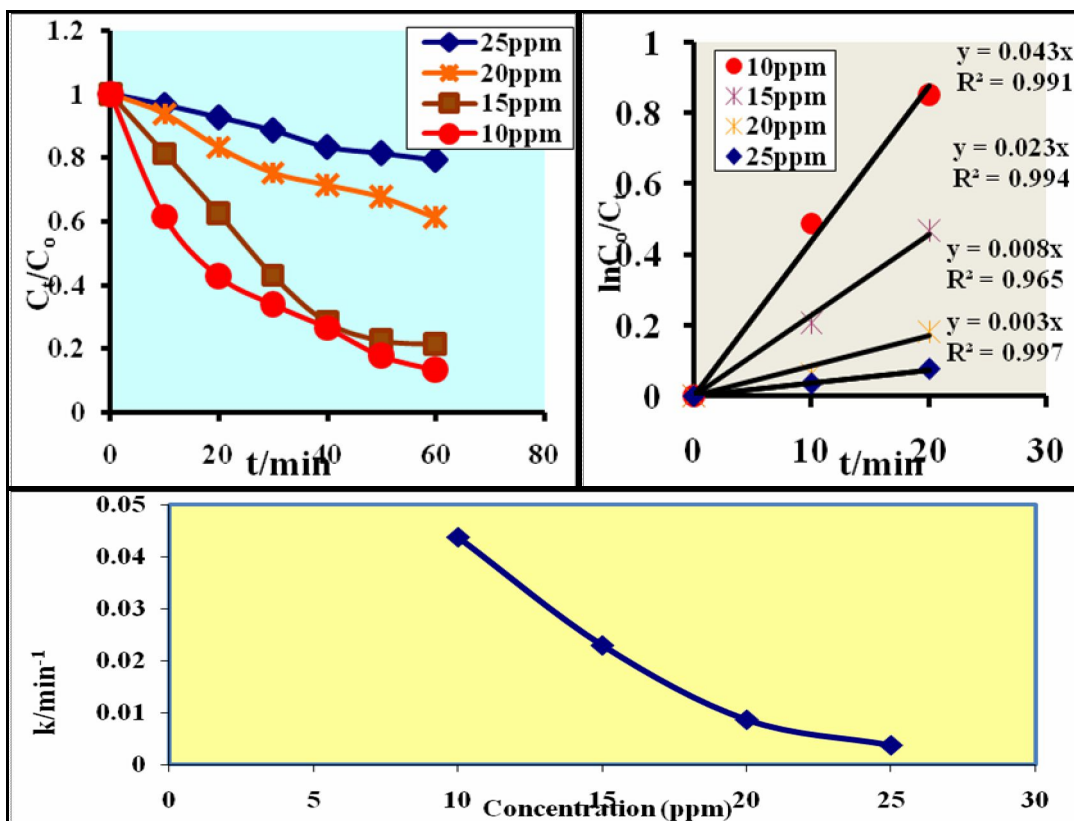 1.2
1
0.8
0.6
0.4
0.2
0
Cₜ/Cₒ
0
20
40
60
80
t/min
25ppm
20ppm
15ppm
10ppm
1
0.8
0.6
0.4
0.2
0
lnCₒ/Cₜ
0
10
20
30
t/min
10ppm
15ppm
20ppm
25ppm
y = 0.043x
R² = 0.991
y = 0.023x
R² = 0.994
y = 0.008x
R² = 0.965
y = 0.003x
R² = 0.997
0.05
0.04
0.03
0.02
0.01
0
k/min⁻¹
0
5
10
15
20
25
30
Concentration (ppm)